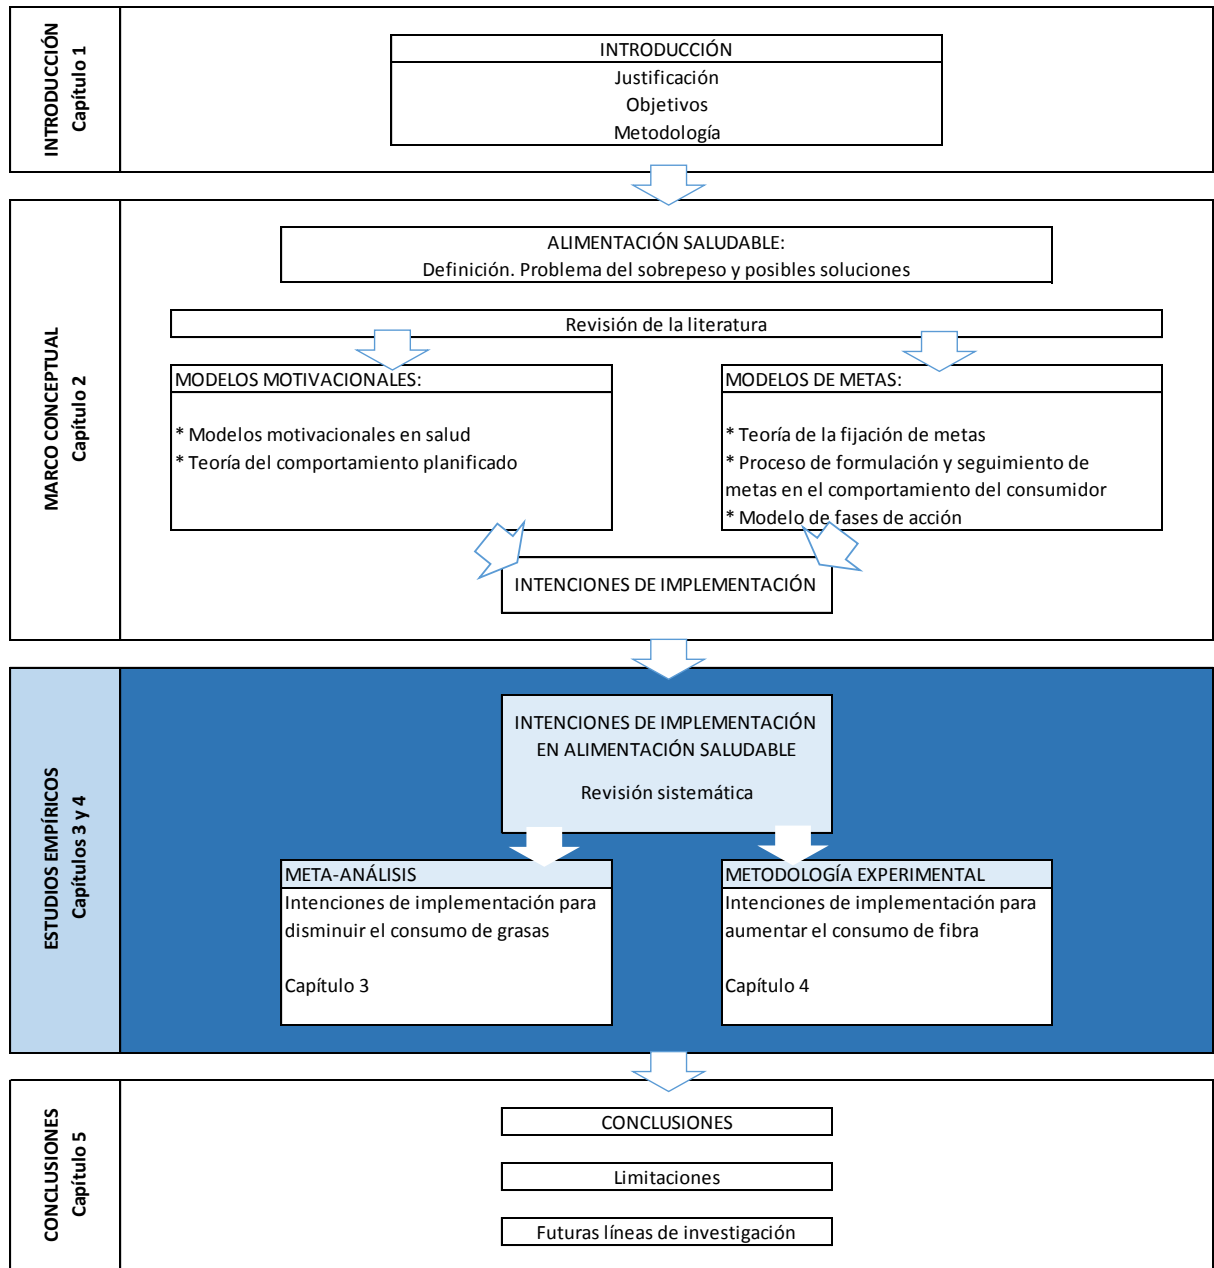 INTRODUCCIÓN
Capítulo 1
INTRODUCCIÓN
Justificación
Objetivos
Metodología
MARCO CONCEPTUAL
Capítulo 2
ALIMENTACIÓN SALUDABLE:
Definición. Problema del sobrepeso y posibles soluciones
Revisión de la literatura
MODELOS MOTIVACIONALES:
* Modelos motivacionales en salud
* Teoría del comportamiento planificado
MODELOS DE METAS:
* Teoría de la fijación de metas
* Proceso de formulación y seguimiento de
metas en el comportamiento del consumidor
* Modelo de fases de acción
INTENCIONES DE IMPLEMENTACIÓN
ESTUDIOS EMPÍRICOS
Capítulos 3 y 4
INTENCIONES DE IMPLEMENTACIÓN
EN ALIMENTACIÓN SALUDABLE
Revisión sistemática
META-ANÁLISIS
Intenciones de implementación para
disminuir el consumo de grasas
Capítulo 3
METODOLOGÍA EXPERIMENTAL
Intenciones de implementación para
aumentar el consumo de fibra
Capítulo 4
CONCLUSIONES
Capítulo 5
CONCLUSIONES
Limitaciones
Futuras líneas de investigación